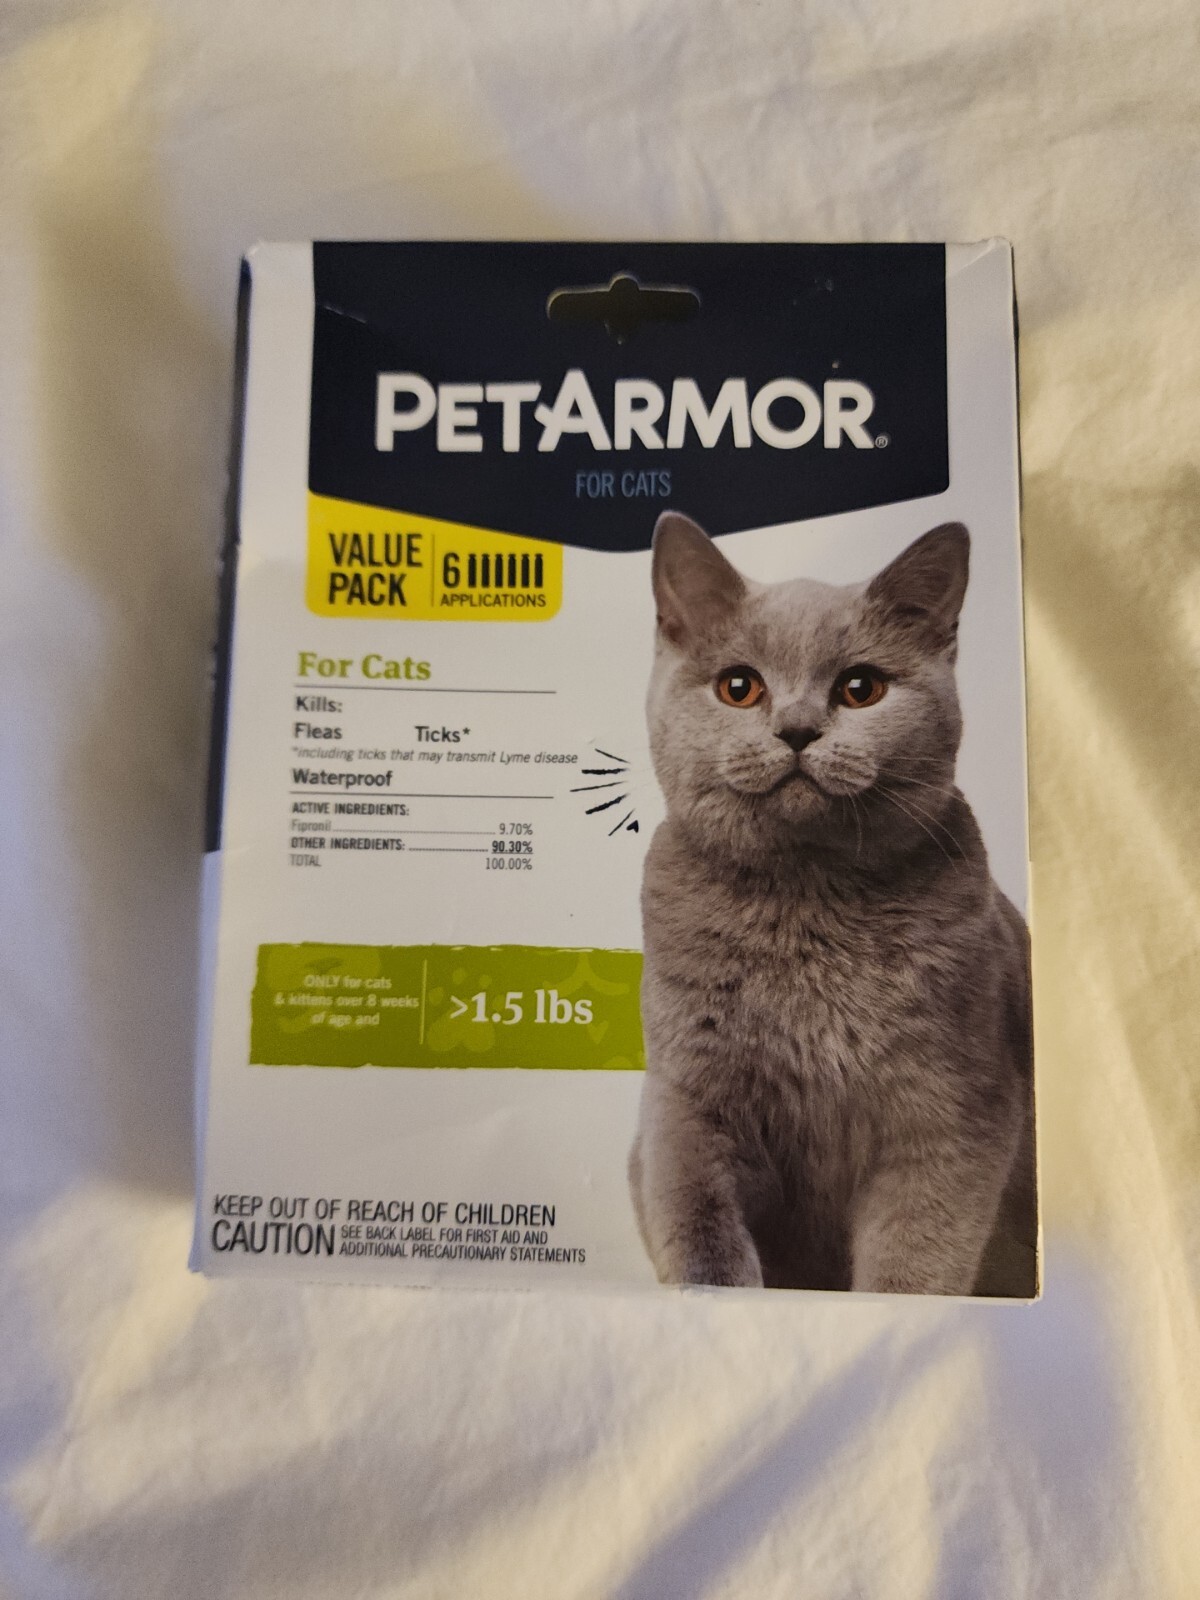 PETARMOR®
FOR CATS
VALUE PACK
6
APPLICATIONS
For Cats
Kills:
Fleas Ticks*
*including ticks that may transmit Lyme disease
Waterproof
ACTIVE INGREDIENTS:
Fipronil 9.70%
OTHER INGREDIENTS: 90.30%
TOTAL 100.00%
ONLY for cats
& kittens over 8 weeks
of age and
>1.5 lbs
KEEP OUT OF REACH OF CHILDREN
CAUTION SEE BACK LABEL FOR FIRST AID AND
ADDITIONAL PRECAUTIONARY STATEMENTS